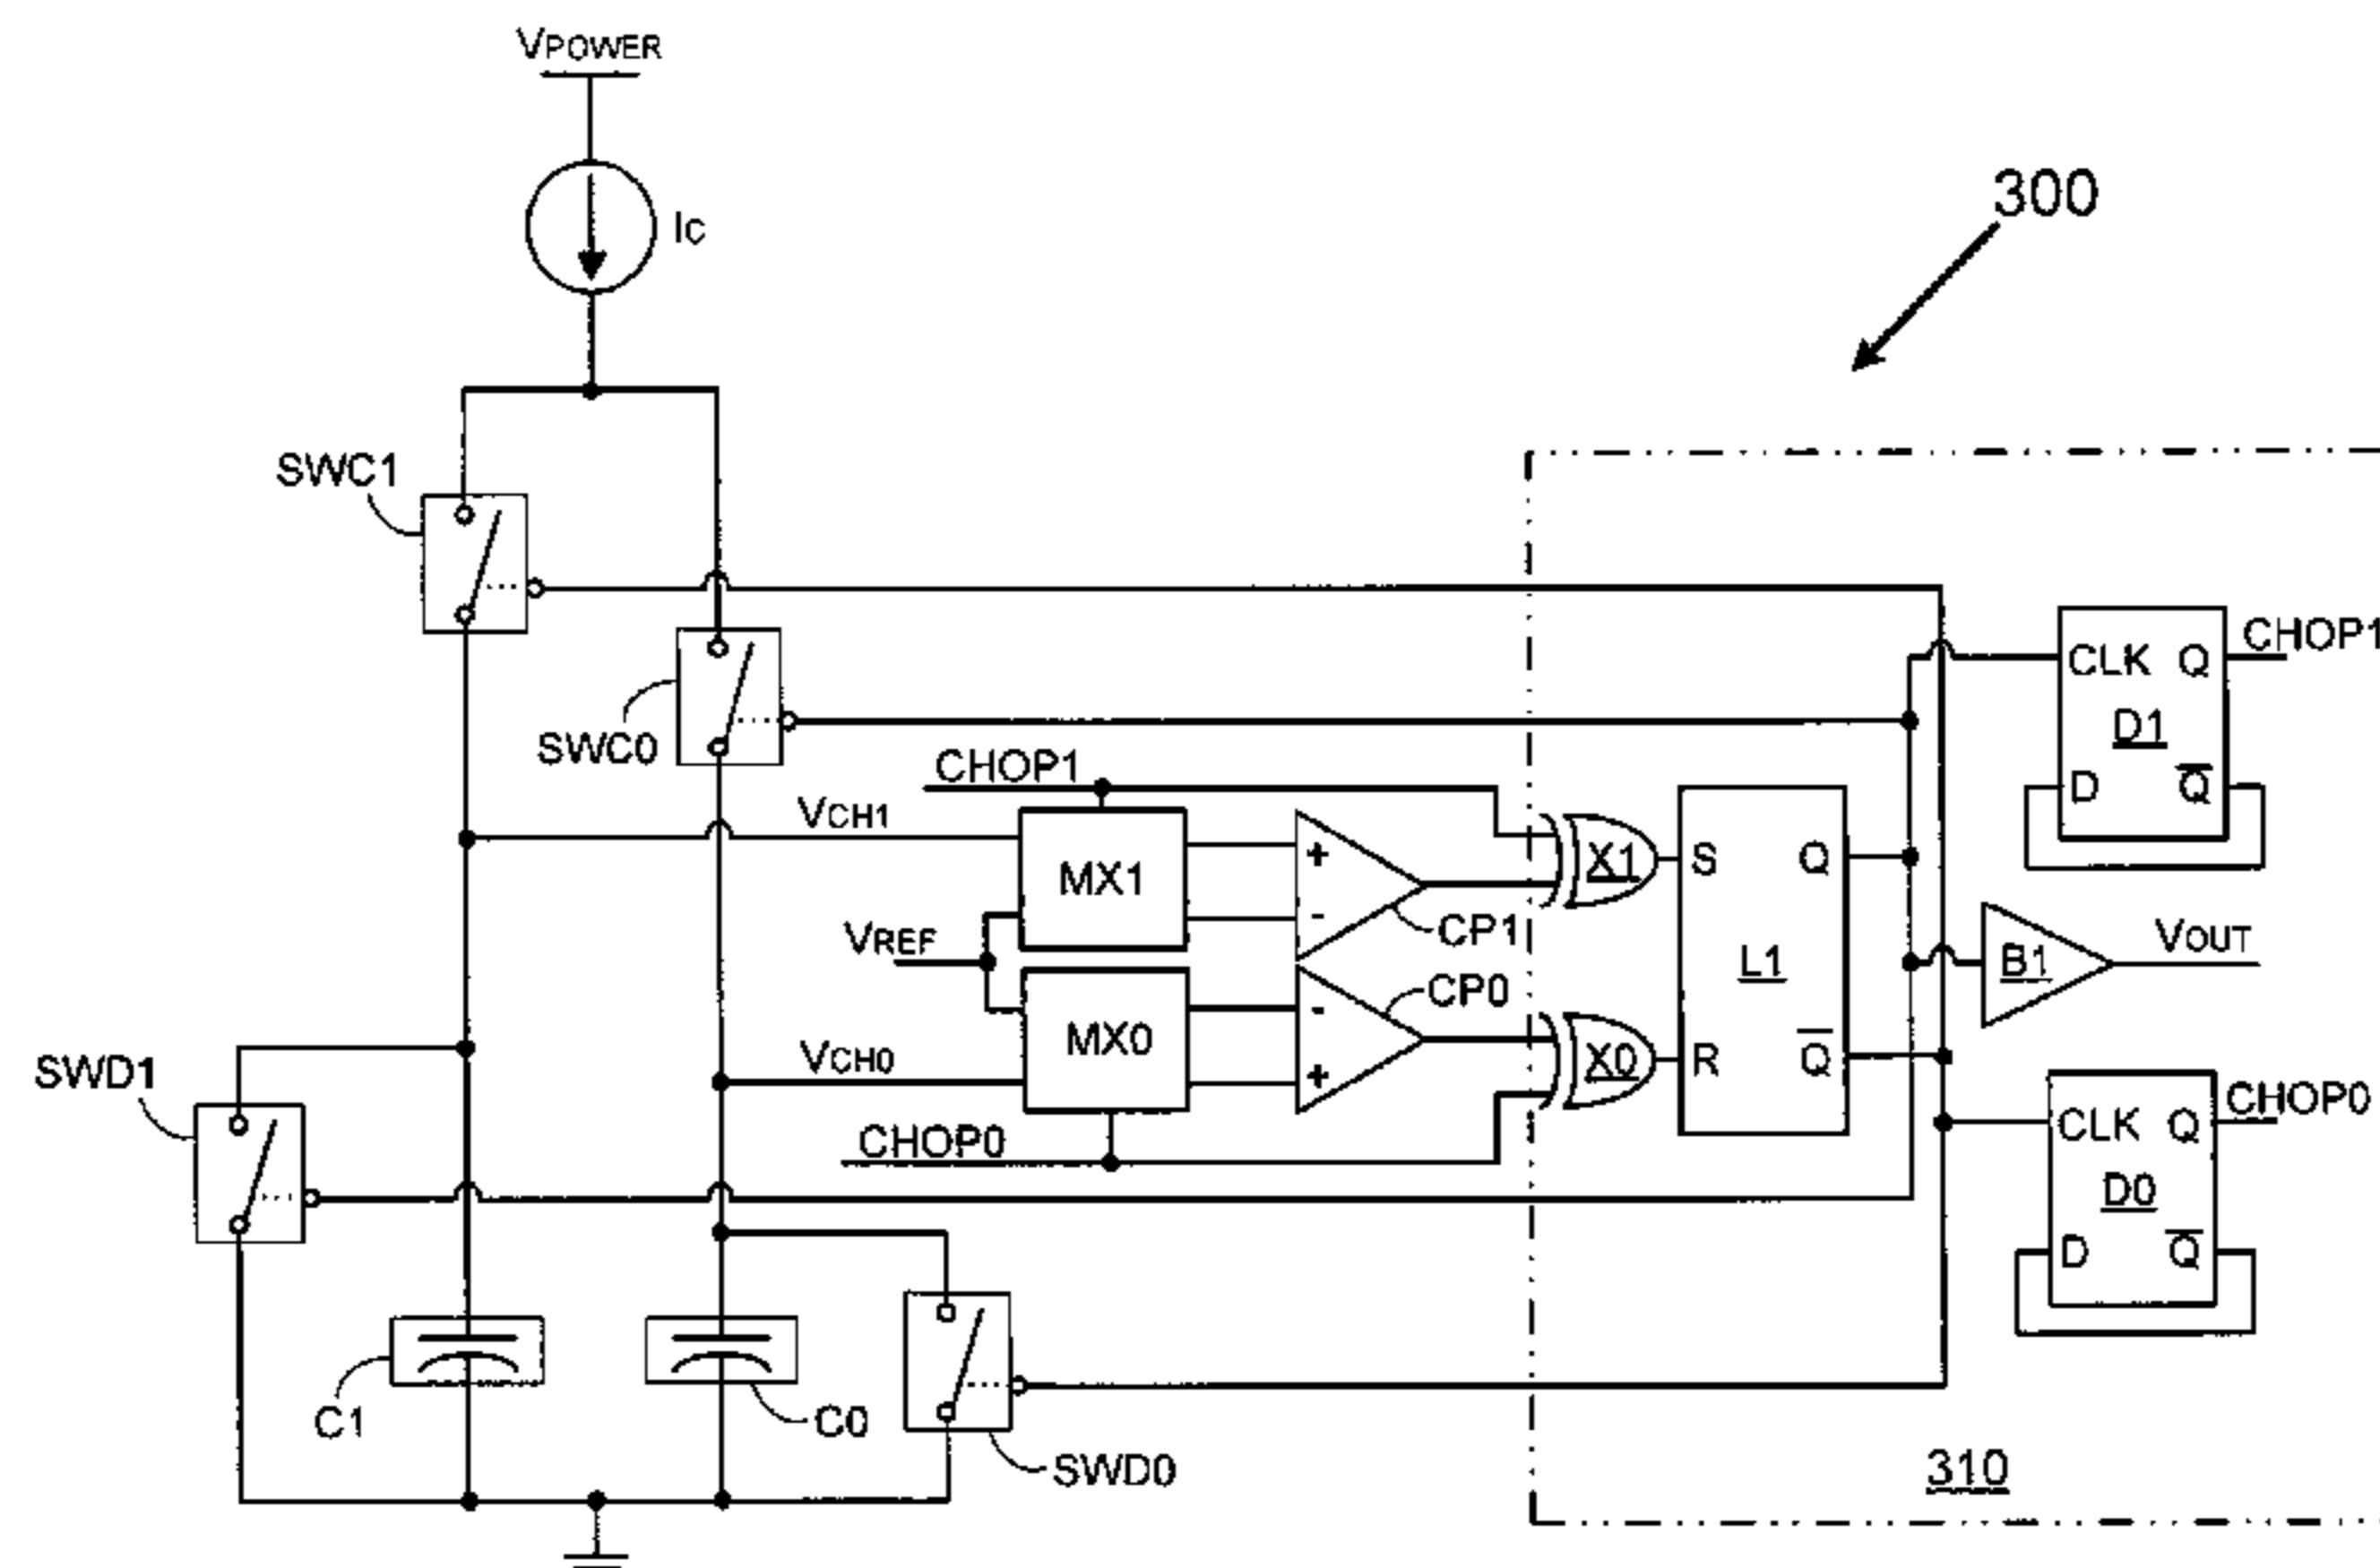 VPOWER
IC
300
SWC1
SWC0
CHOP1
CLK Q
D1
D Q
CHOP1
VCH1
MX1
+
-
CP1
X1
S Q
VREF
L1
B1
VOUT
MX0
-
+
CP0
X0
R Q
VCH0
CHOP0
SWD1
CLK Q
D0
D Q
CHOP0
C1
C0
SWD0
310